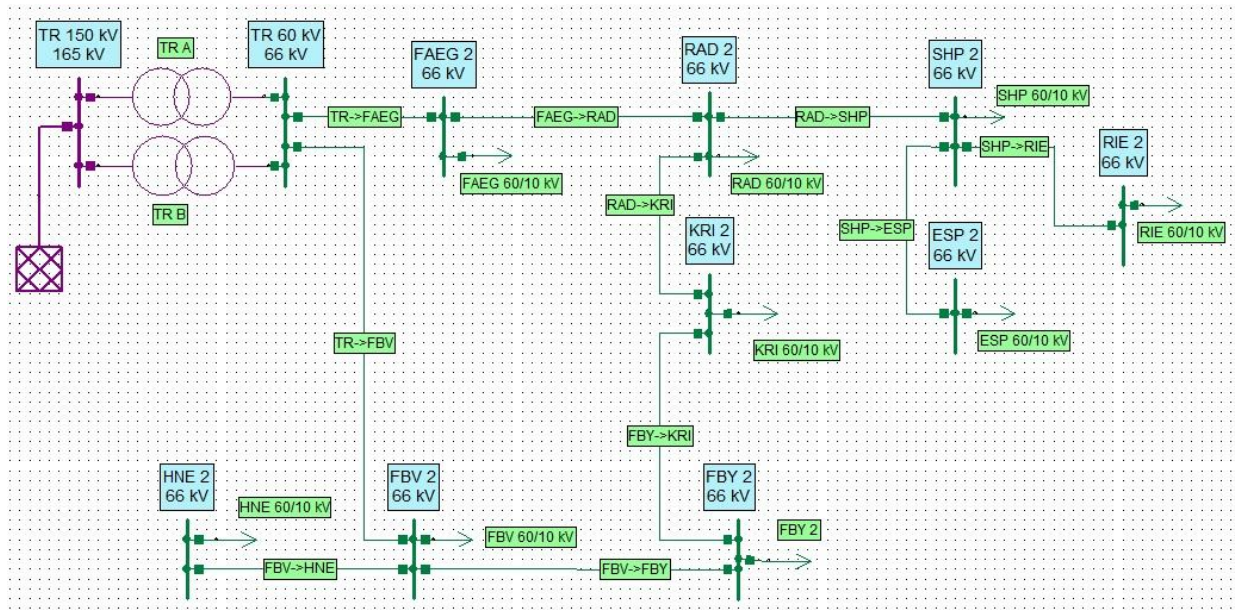 TR 150 kV
165 kV
TR A
TR 60 kV
66 kV
FAEG 2
66 kV
RAD 2
66 kV
SHP 2
66 kV
SHP 60/10 kV
TR->FAEG
FAEG->RAD
RAD->SHP
SHP->RIE
RIE 2
66 kV
FAEG 60/10 kV
RAD 60/10 kV
TR B
RAD->KRI
KRI 2
66 kV
SHP->ESP
ESP 2
66 kV
RIE 60/10 kV
TR->FBV
KRI 60/10 kV
ESP 60/10 kV
FBY->KRI
HNE 2
66 kV
FBV 2
66 kV
FBY 2
66 kV
HNE 60/10 kV
FBV 60/10 kV
FBY 2
FBV->HNE
FBV->FBY